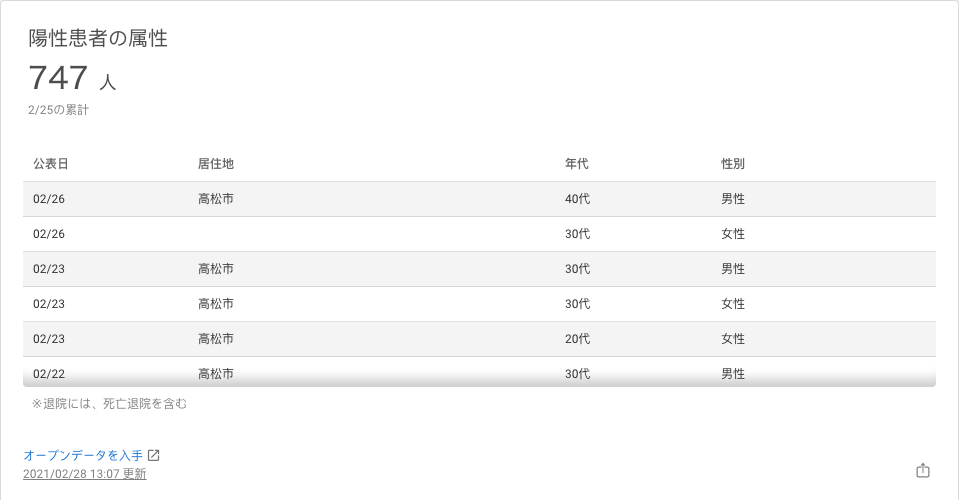 陽性患者の属性
747 人
2/25の累計
公表日 居住地 年代 性別
02/26 高松市 40代 男性
02/26 30代 女性
02/23 高松市 30代 男性
02/23 高松市 30代 女性
02/23 高松市 20代 女性
02/22 高松市 30代 男性
※退院には、死亡退院を含む
オープンデータを入手
2021/02/28 13:07 更新